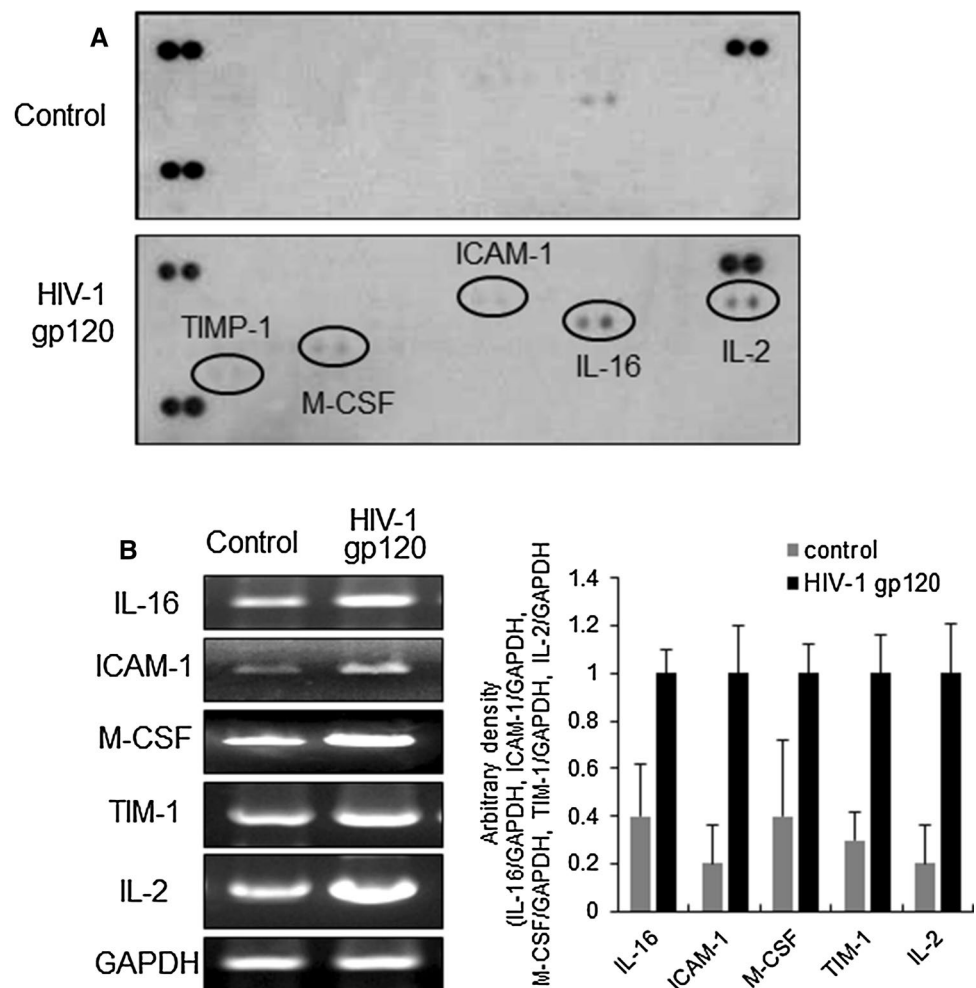 A
Control
HIV-1
gp120
ICAM-1
TIMP-1
IL-16
IL-2
M-CSF
B
Control
HIV-1
gp120
IL-16
ICAM-1
M-CSF
TIM-1
IL-2
GAPDH
Arbitrary density
(IL-16/GAPDH, ICAM-1/GAPDH,
M-CSF/GAPDH, TIM-1/GAPDH, IL-2/GAPDH
control
HIV-1 gp120
1.4
1.2
1
0.8
0.6
0.4
0.2
0
IL-16
ICAM-1
M-CSF
TIM-1
IL-2